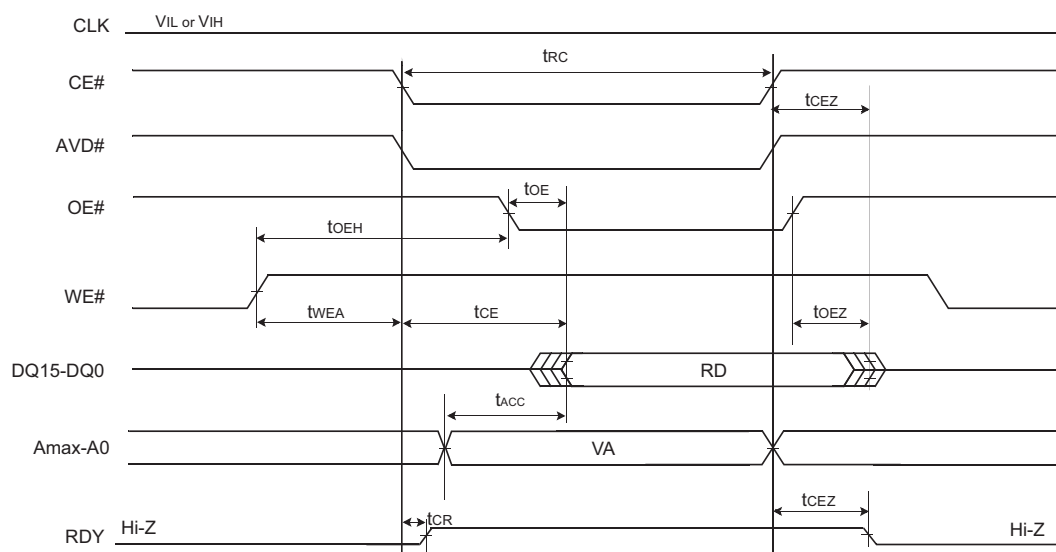 CLK VIL or VIH
tRC
CE#
tCEZ
AVD#
tOE
OE#
tOEH
WE#
tWEA tCE tOEZ
DQ15-DQ0 RD
tACC
Amax-A0 VA
tCEZ
RDY Hi-Z tCR Hi-Z